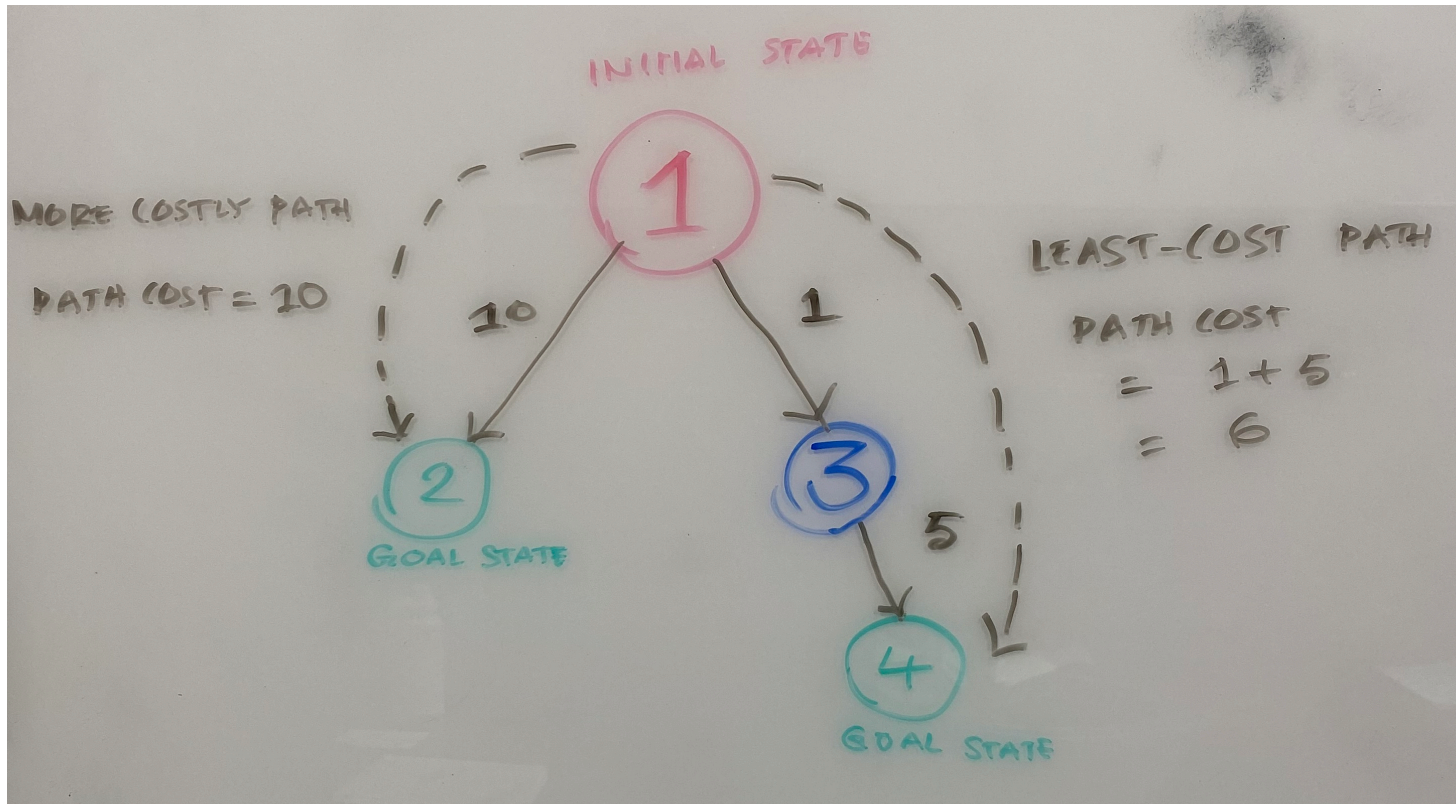 INITIAL STATE
1
MORE COSTLY PATH
PATH COST = 10
10
1
LEAST-COST PATH
PATH COST
= 1 + 5
= 6
2
GOAL STATE
3
5
4
GOAL STATE